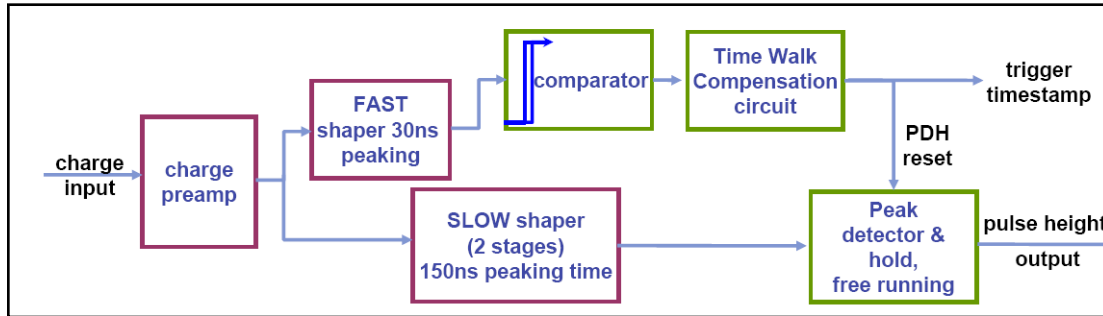 charge
input
charge
preamp
FAST
shaper 30ns
peaking
comparator
Time Walk
Compensation
circuit
trigger
timestamp
PDH
reset
SLOW shaper
(2 stages)
150ns peaking time
Peak
detector &
hold,
free running
pulse height
output